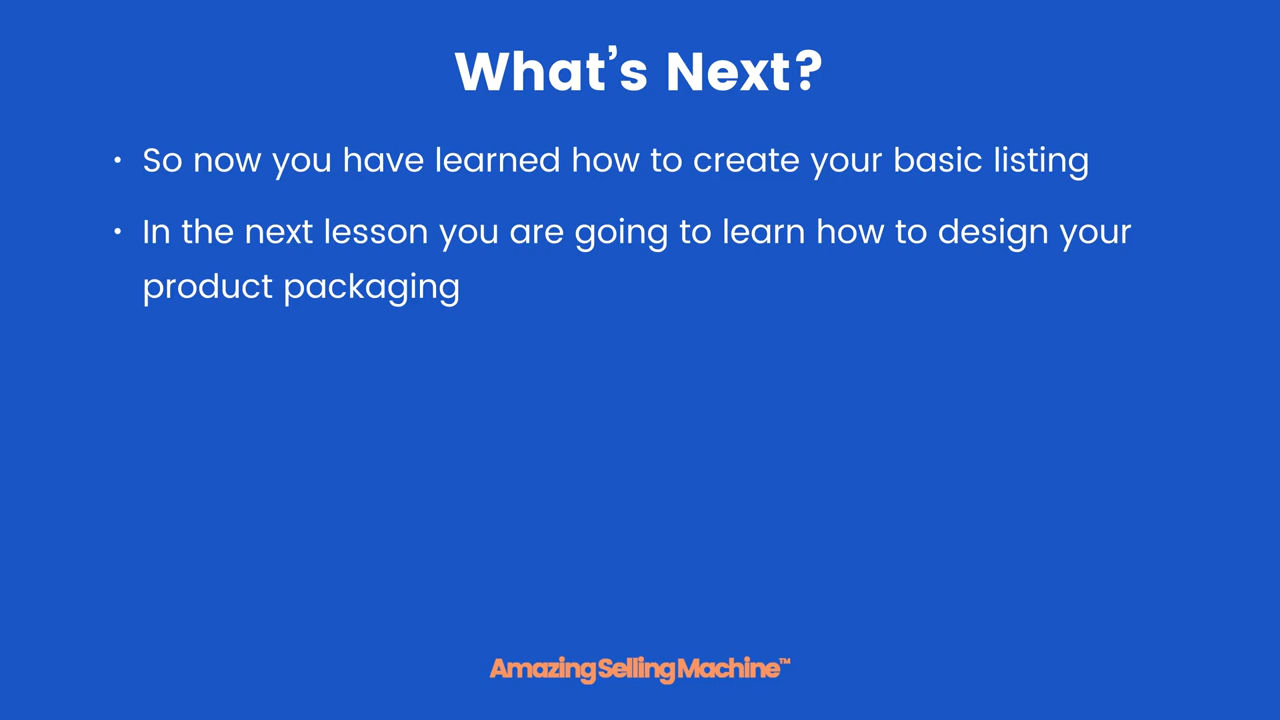 What’s Next?
• So now you have learned how to create your basic listing
• In the next lesson you are going to learn how to design your
product packaging
AmazingSellingMachine™